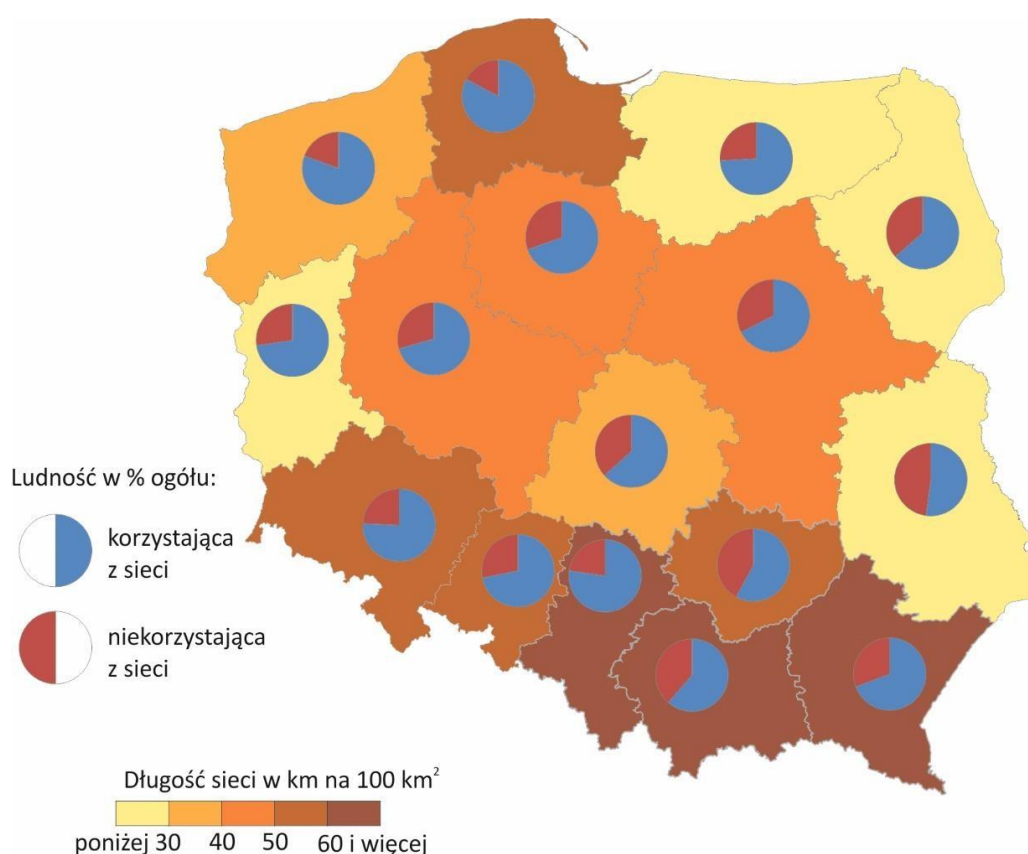 Ludność w % ogółu:
korzystająca
z sieci
niekorzystająca
z sieci
Długość sieci w km na 100 km²
poniżej 30 40 50 60 i więcej